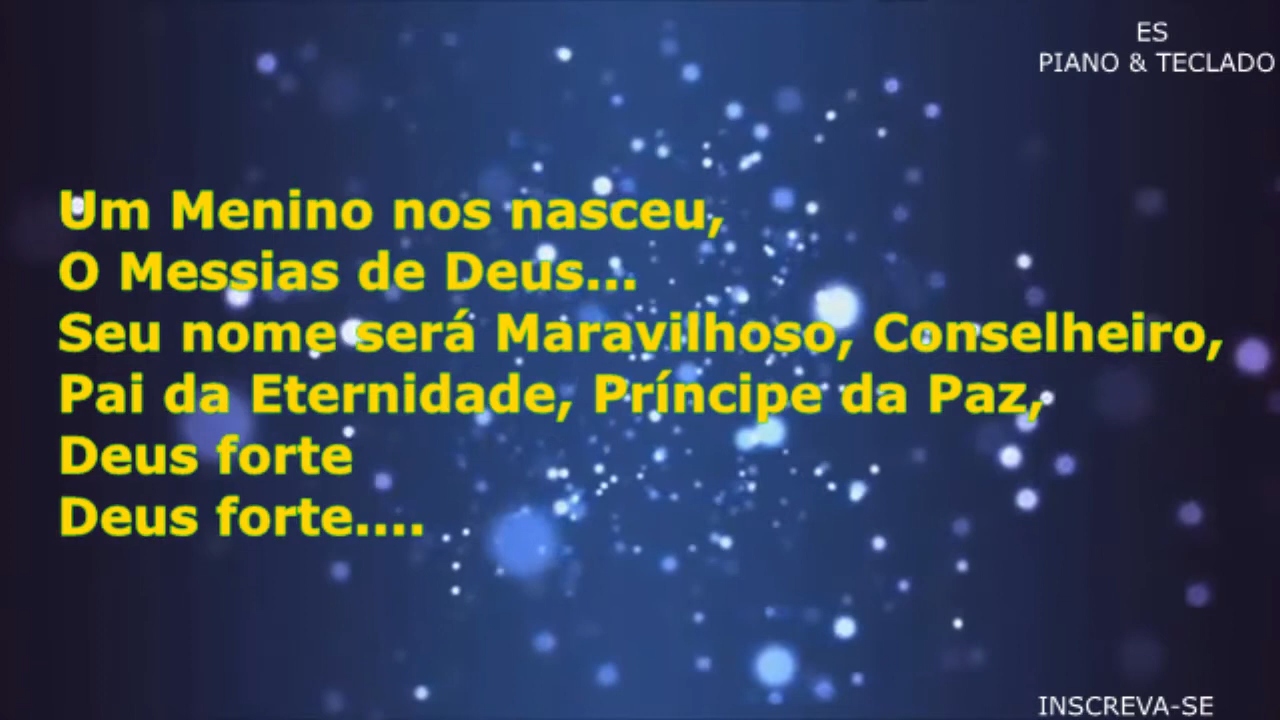 ES
PIANO & TECLADO
Um Menino nos nasceu,
O Messias de Deus...
Seu nome será Maravilhoso, Conselheiro,
Pai da Eternidade, Príncipe da Paz,
Deus forte
Deus forte....
INSCREVA-SE